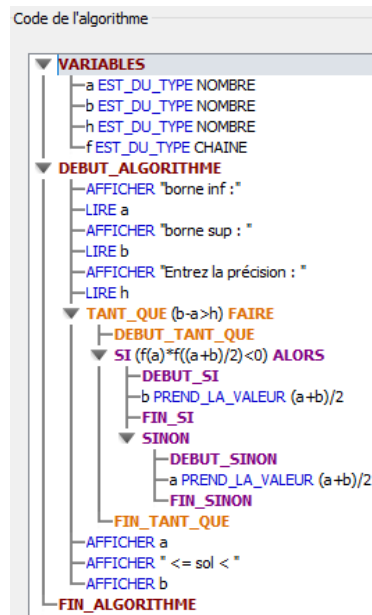 Code de l'algorithme
VARIABLES
a EST_DU_TYPE NOMBRE
b EST_DU_TYPE NOMBRE
h EST_DU_TYPE NOMBRE
f EST_DU_TYPE CHAINE
DEBUT_ALGORITHME
AFFICHER "borne inf :"
LIRE a
AFFICHER "borne sup : "
LIRE b
AFFICHER "Entrez la précision : "
LIRE h
TANT_QUE (b-a>h) FAIRE
DEBUT_TANT_QUE
SI (f(a)*f((a+b)/2)<0) ALORS
DEBUT_SI
b PREND_LA_VALEUR (a+b)/2
FIN_SI
SINON
DEBUT_SINON
a PREND_LA_VALEUR (a+b)/2
FIN_SINON
FIN_TANT_QUE
AFFICHER a
AFFICHER " <= sol < "
AFFICHER b
FIN_ALGORITHME